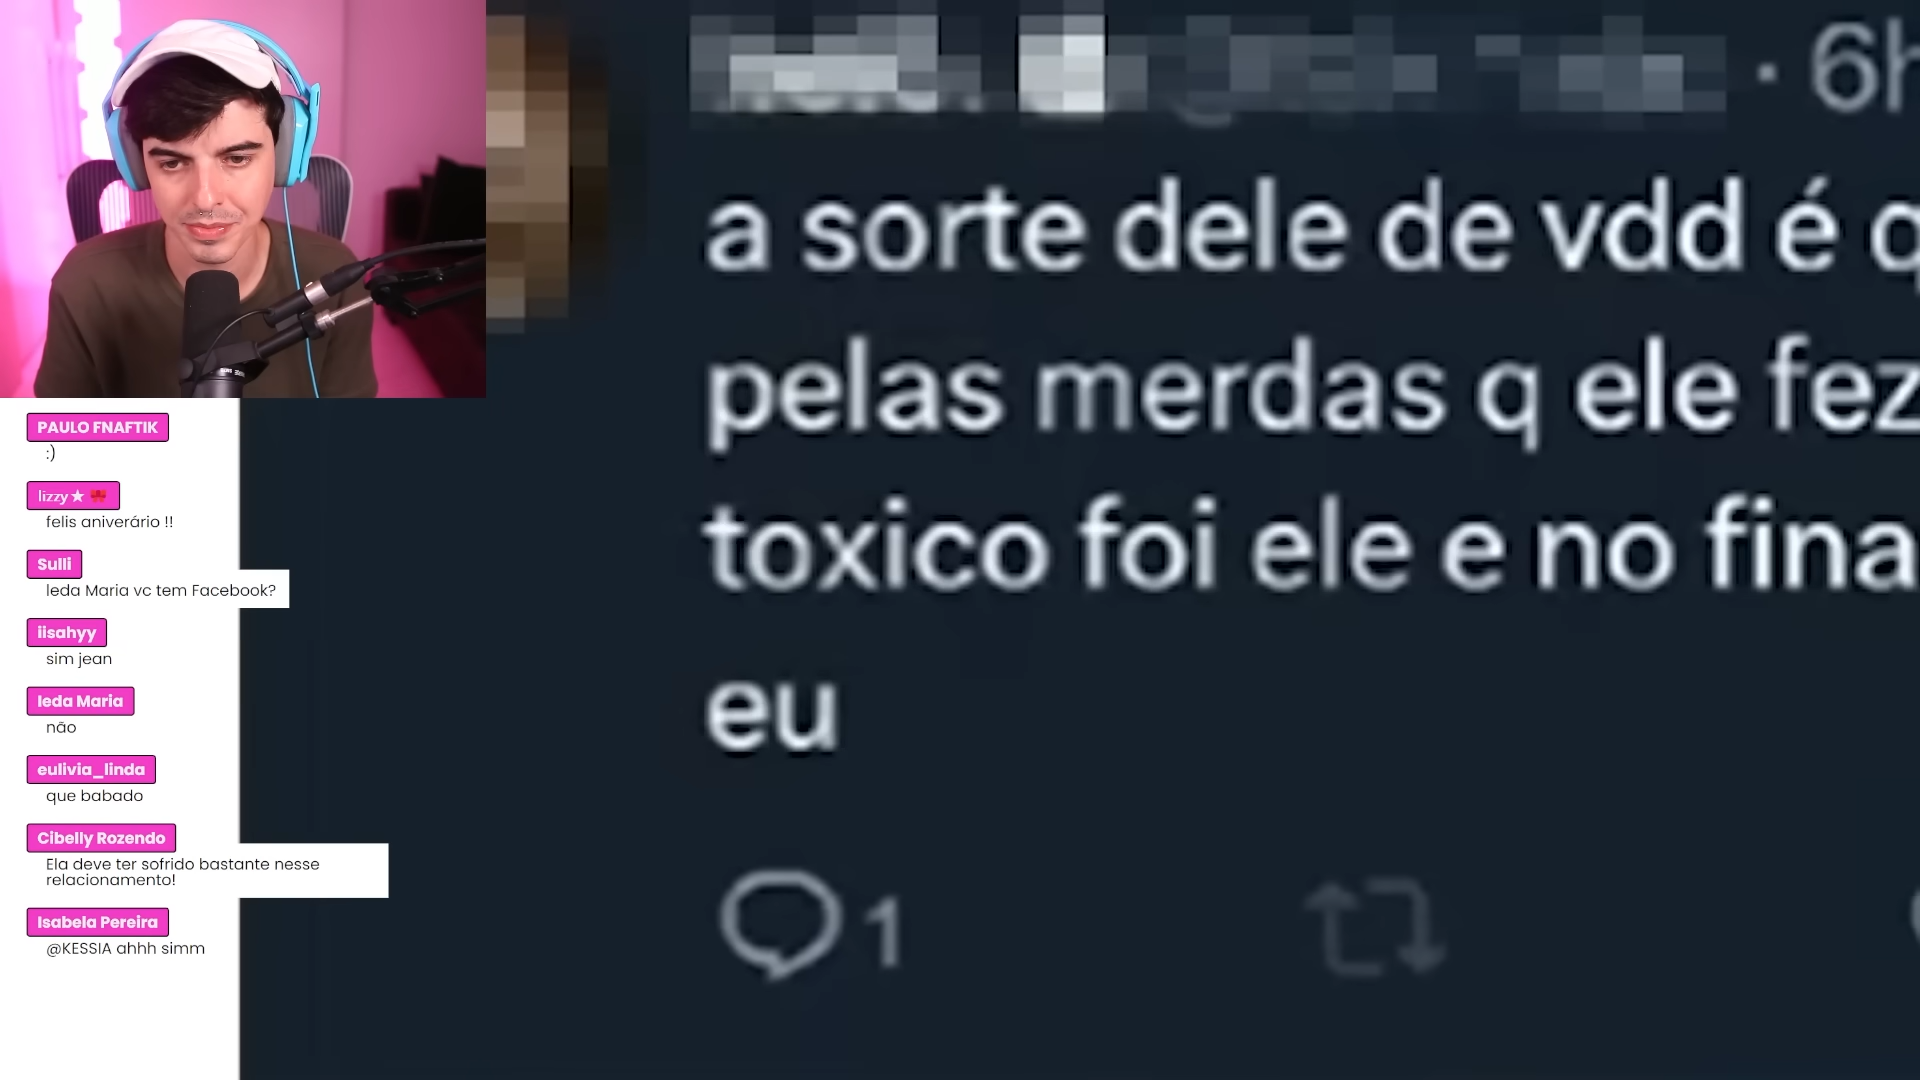 · 6h
a sorte dele de vdd é q
pelas merdas q ele fez
toxico foi ele e no fina
eu
1
PAULO FNAFTIK
:)
lizzy★
felis aniverário !!
Sulli
Ieda Maria vc tem Facebook?
iisahyy
sim jean
Ieda Maria
não
eulivia_linda
que babado
Cibelly Rozendo
Ela deve ter sofrido bastante nesse
relacionamento!
Isabela Pereira
@KESSIA ahhh simm